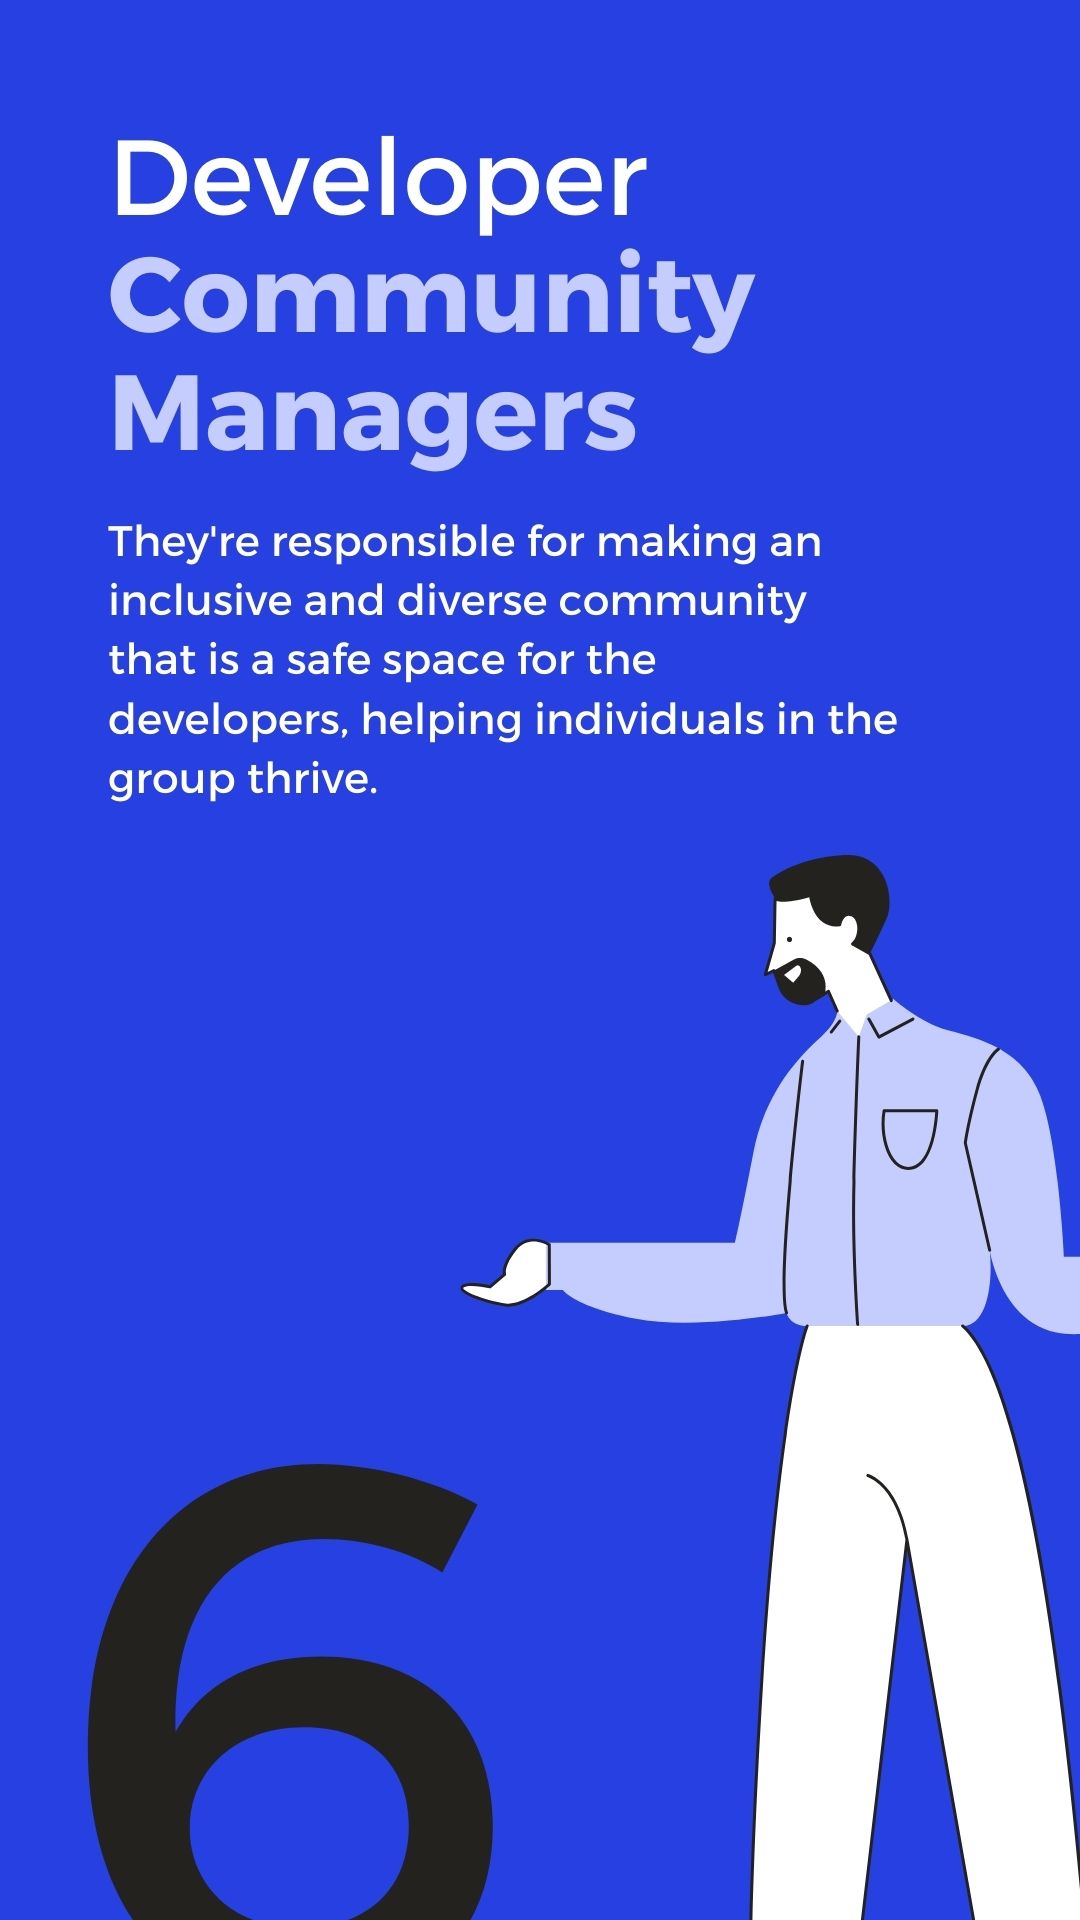 Developer
Community
Managers
They're responsible for making an
inclusive and diverse community
that is a safe space for the
developers, helping individuals in the
group thrive.
6